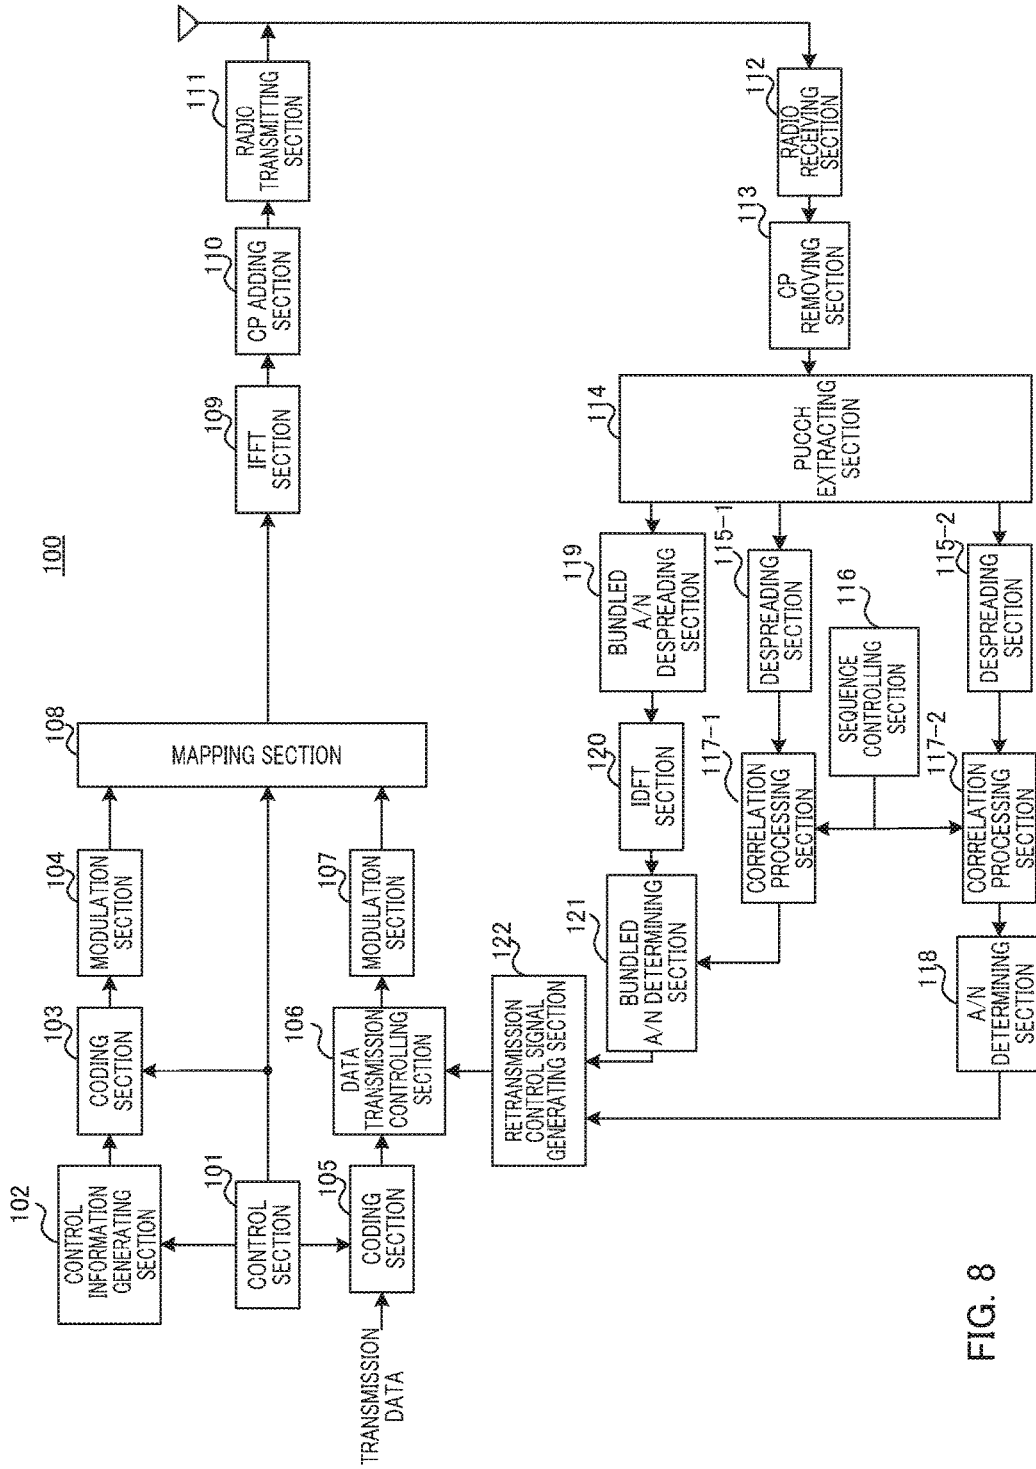 100
102
CONTROL
INFORMATION
GENERATING
SECTION
103
CODING
SECTION
104
MODULATION
SECTION
101
CONTROL
SECTION
108
MAPPING SECTION
109
IFFT
SECTION
110
CP ADDING
SECTION
111
RADIO
TRANSMITTING
SECTION
TRANSMISSION
DATA
105
CODING
SECTION
106
DATA
TRANSMISSION
CONTROLLING
SECTION
107
MODULATION
SECTION
122
RETRANSMISSION
CONTROL SIGNAL
GENERATING SECTION
121
BUNDLED
A/N DETERMINING
SECTION
120
IDFT
SECTION
119
BUNDLED
A/N
DESPREADING
SECTION
114
PUCCH
EXTRACTING
SECTION
113
CP
REMOVING
SECTION
112
RADIO
RECEIVING
SECTION
117-1
CORRELATION
PROCESSING
SECTION
115-1
DESPREADING
SECTION
116
SEQUENCE
CONTROLLING
SECTION
118
A/N
DETERMINING
SECTION
117-2
CORRELATION
PROCESSING
SECTION
115-2
DESPREADING
SECTION
FIG. 8